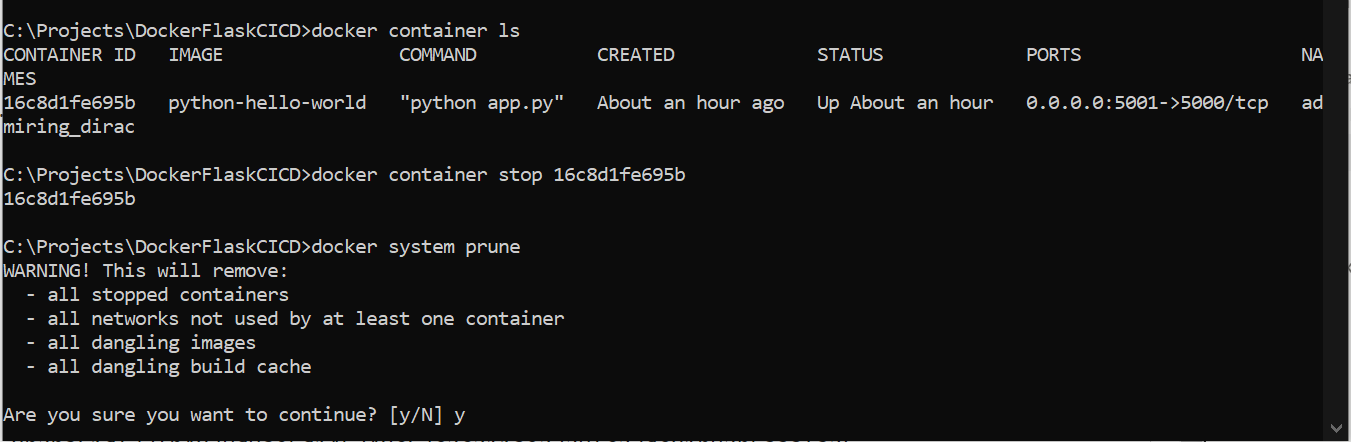 C:\Projects\DockerFlaskCICD>docker container ls
CONTAINER ID   IMAGE                COMMAND           CREATED             STATUS             PORTS                    NA
MES
16c8d1fe695b   python-hello-world   "python app.py"   About an hour ago   Up About an hour   0.0.0.0:5001->5000/tcp   ad
miring_dirac
C:\Projects\DockerFlaskCICD>docker container stop 16c8d1fe695b
16c8d1fe695b
C:\Projects\DockerFlaskCICD>docker system prune
WARNING! This will remove:
  - all stopped containers
  - all networks not used by at least one container
  - all dangling images
  - all dangling build cache
Are you sure you want to continue? [y/N] y